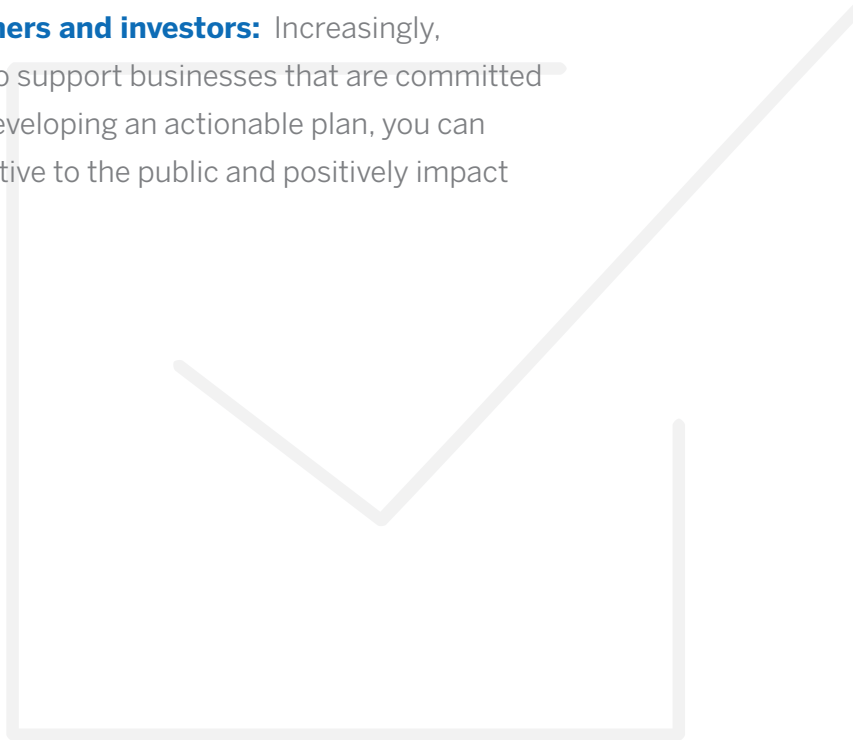 ners and investors: Increasingly,
o support businesses that are committed
eveloping an actionable plan, you can
tive to the public and positively impact